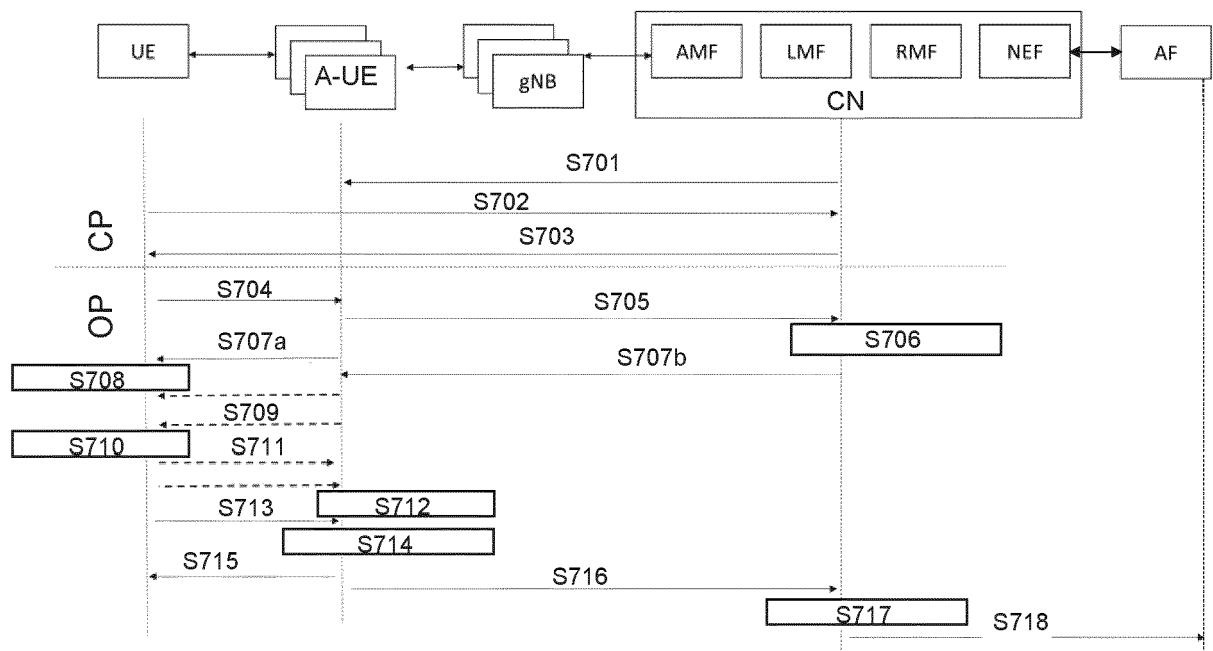 UE
A-UE
gNB
AMF
LMF
RMF
NEF
AF
CN
S701
S702
CP
S703
OP
S704
S705
S706
S707a
S707b
S708
S709
S710
S711
S712
S713
S714
S715
S716
S717
S718